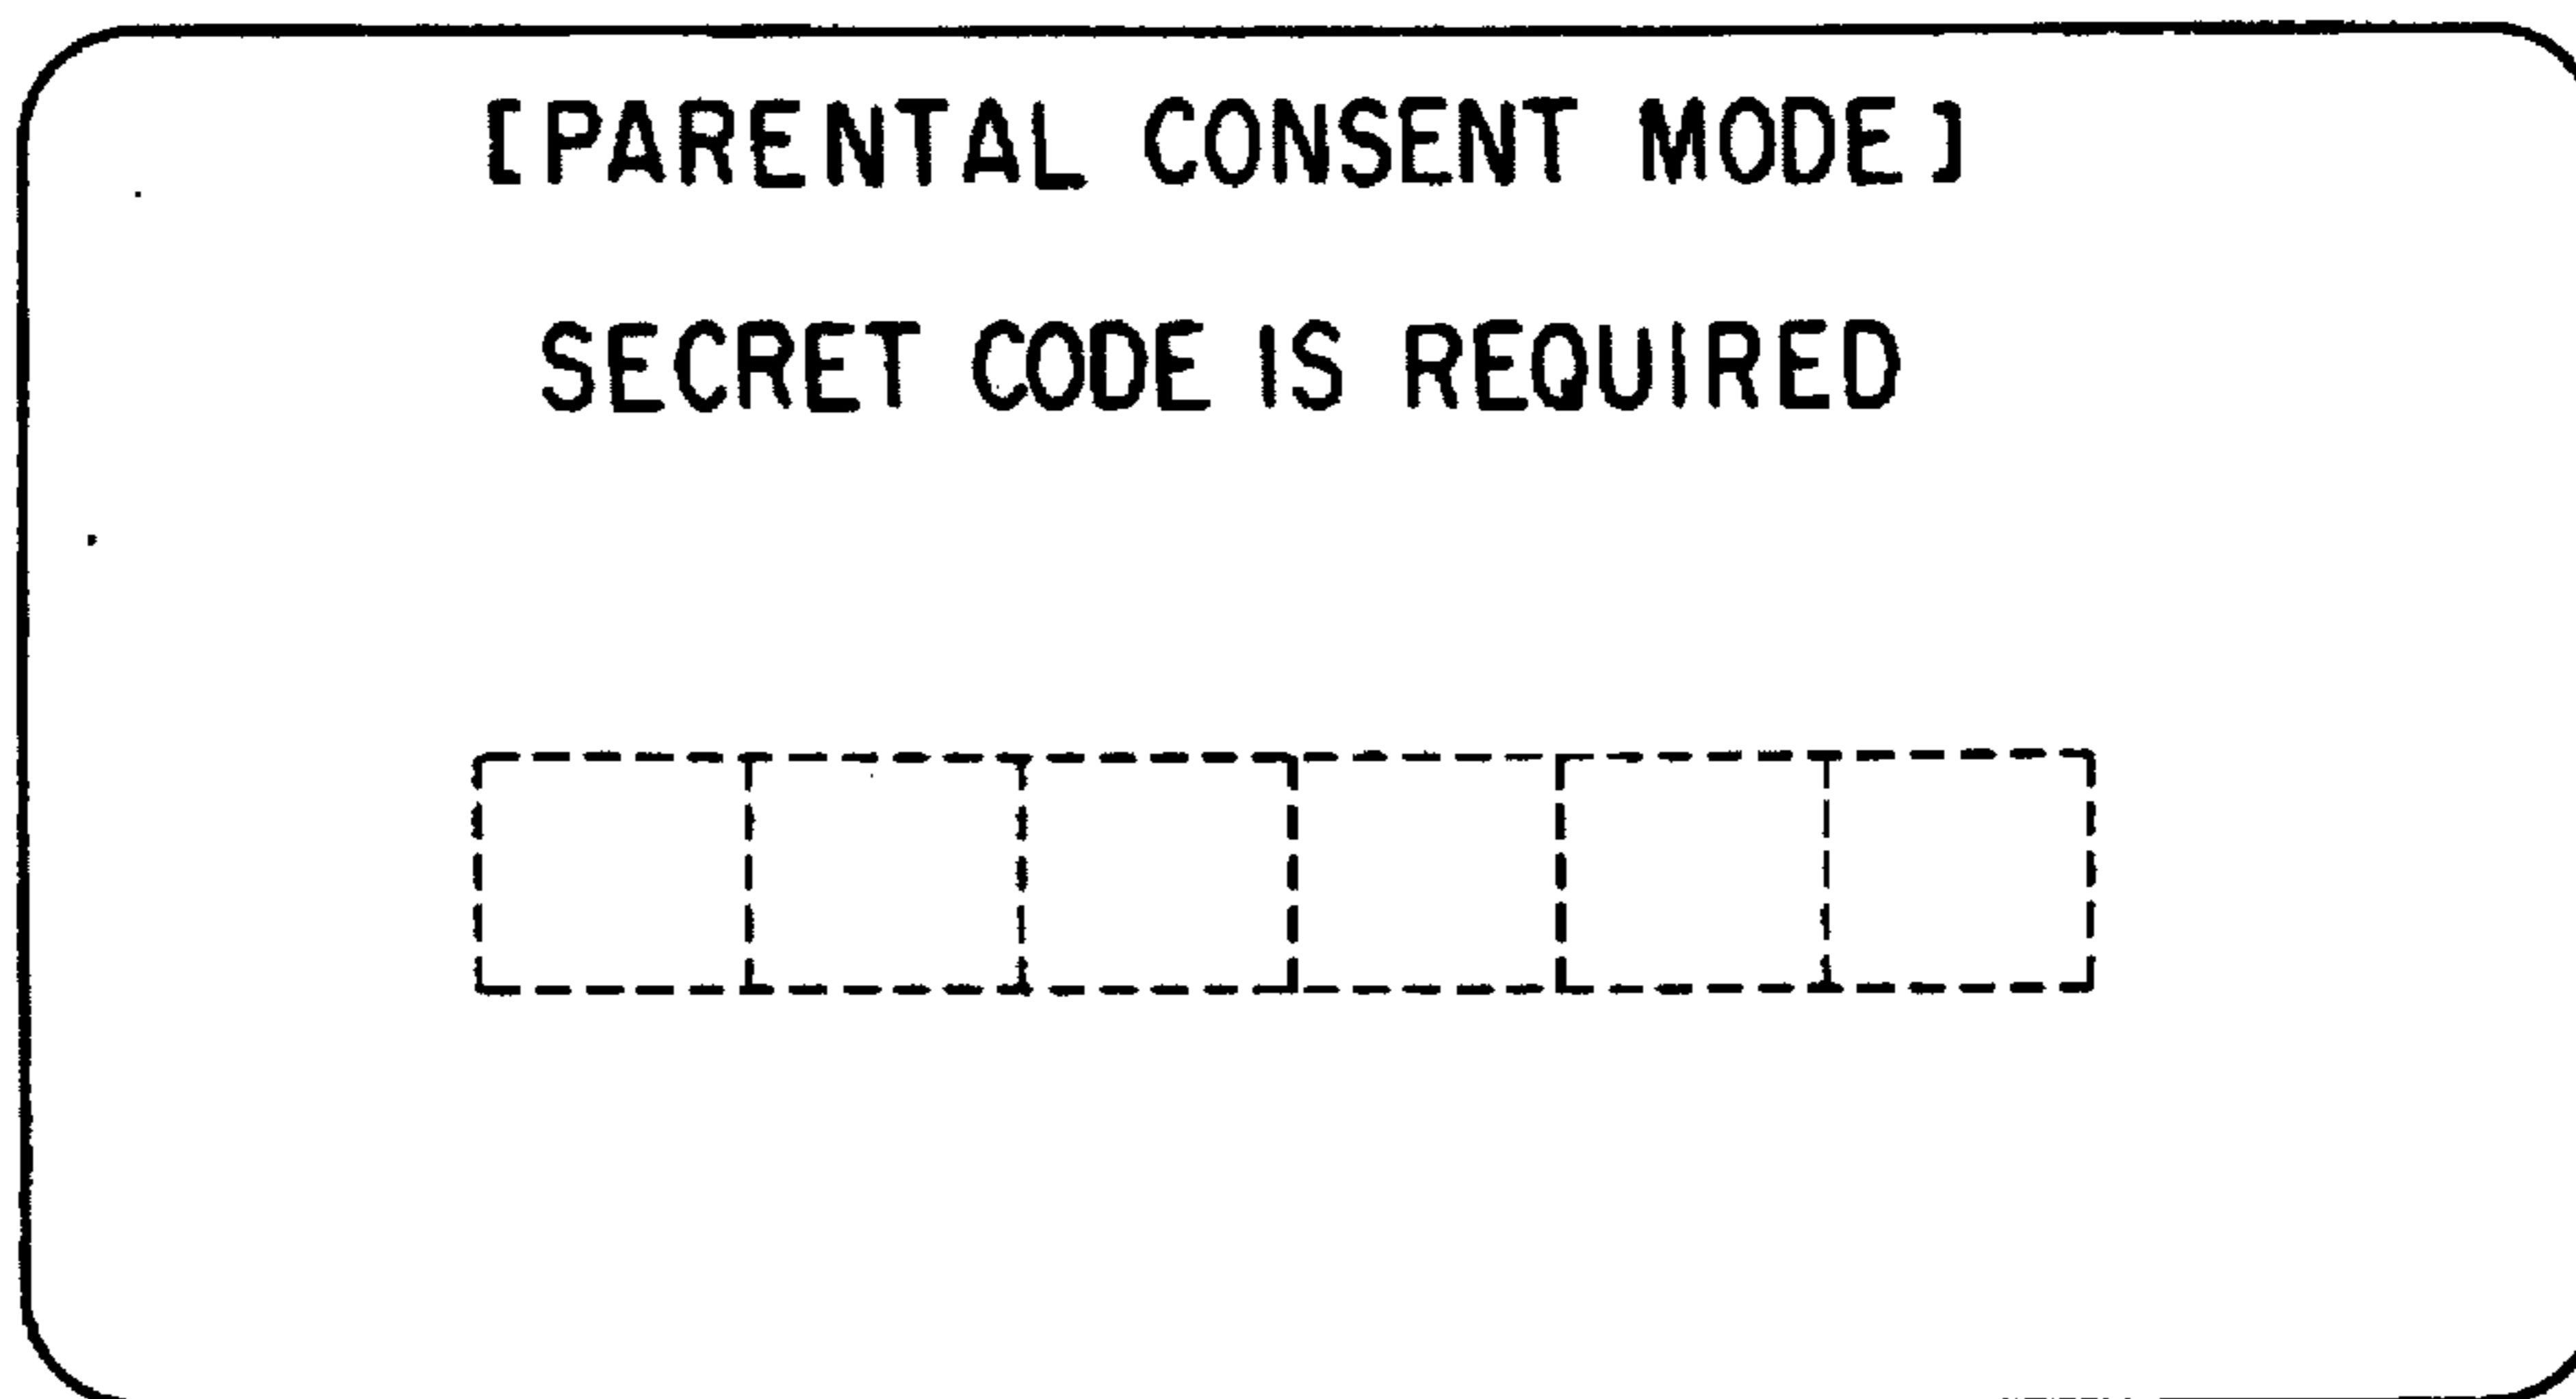 [PARENTAL CONSENT MODE]
SECRET CODE IS REQUIRED